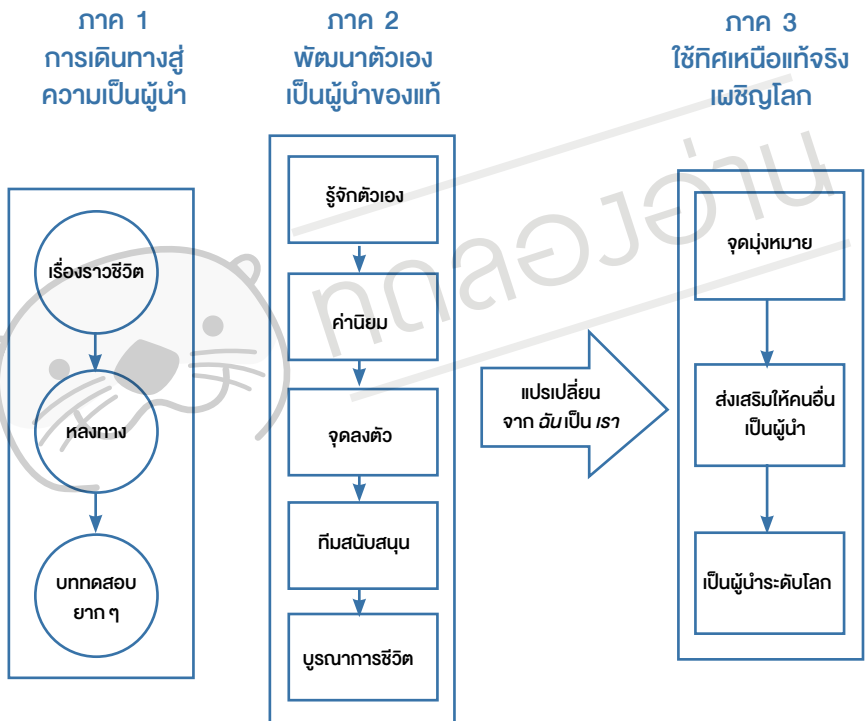 ภาค 1
การเดินทางสู่
ความเป็นผู้นำ
เรื่องราวชีวิต
หลงทาง
บททดสอบ
ยาก ๆ
ภาค 2
พัฒนาตัวเอง
เป็นผู้นำของแท้
รู้จักตัวเอง
ค่านิยม
จุดลงตัว
ทีมสนับสนุน
บูรณาการชีวิต
แปรเปลี่ยน
จาก ฉัน เป็น เรา
ภาค 3
ใช้ทิศเหนือแท้จริง
เผชิญโลก
จุดมุ่งหมาย
ส่งเสริมให้คนอื่น
เป็นผู้นำ
เป็นผู้นำระดับโลก
ทดลองอ่าน